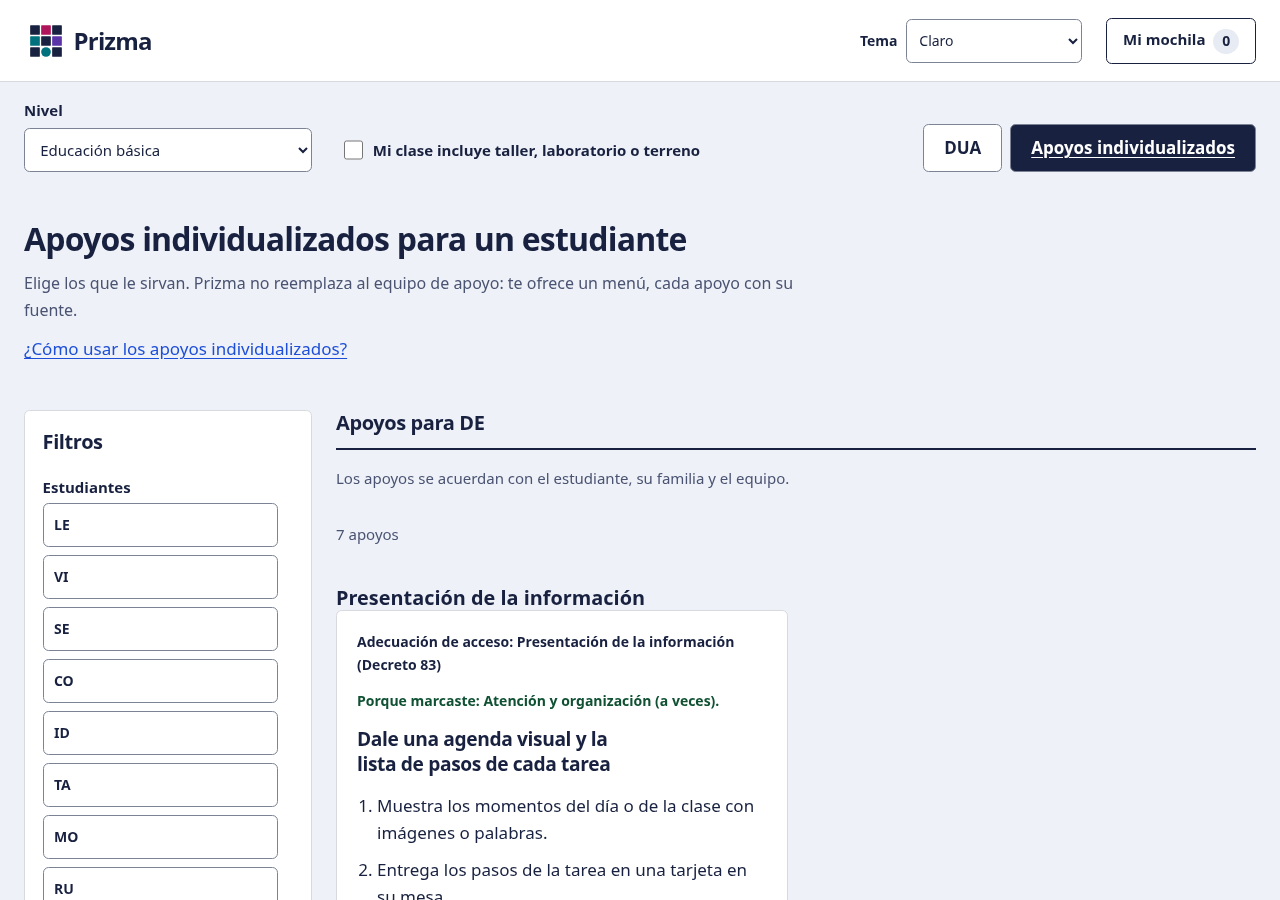 Prizma
Tema
Claro
Mi mochila 0
Nivel
Educación básica
Mi clase incluye taller, laboratorio o terreno
DUA
Apoyos individualizados
Apoyos individualizados para un estudiante
Elige los que le sirvan. Prizma no reemplaza al equipo de apoyo: te ofrece un menú, cada apoyo con su
fuente.
¿Cómo usar los apoyos individualizados?
Filtros
Estudiantes
LE
VI
SE
CO
ID
TA
MO
RU
Apoyos para DE
Los apoyos se acuerdan con el estudiante, su familia y el equipo.
7 apoyos
Presentación de la información
Adecuación de acceso: Presentación de la información
(Decreto 83)
Porque marcaste: Atención y organización (a veces).
Dale una agenda visual y la
lista de pasos de cada tarea
1. Muestra los momentos del día o de la clase con
imágenes o palabras.
2. Entrega los pasos de la tarea en una tarjeta en
su mesa.